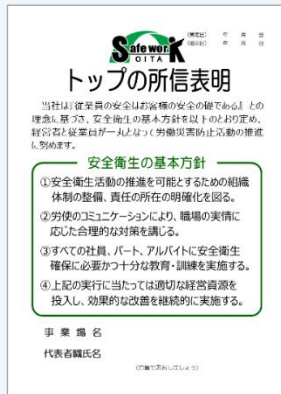 (策定日) 年 月 日
(改訂日) 年 月 日
Safe worK
OITA
トップの所信表明
当社は『従業員の安全はお客様の安全の礎である』との
理念に基づき、安全衛生の基本方針を以下のとおり定め、
経営者と従業員が一丸となって労働災害防止活動の推進
に努めます。
安全衛生の基本方針
①安全衛生活動の推進を可能とするための組織
体制の整備、責任の所在の明確化を図る。
②労使のコミュニケーションにより、職場の実情に
応じた合理的な対策を講じる。
③すべての社員、パート、アルバイトに安全衛生
確保に必要かつ十分な教育・訓練を実施する。
④上記の実行に当たっては適切な経営資源を
投入し、効果的な改善を継続的に実施する。
事業場名
代表者職氏名